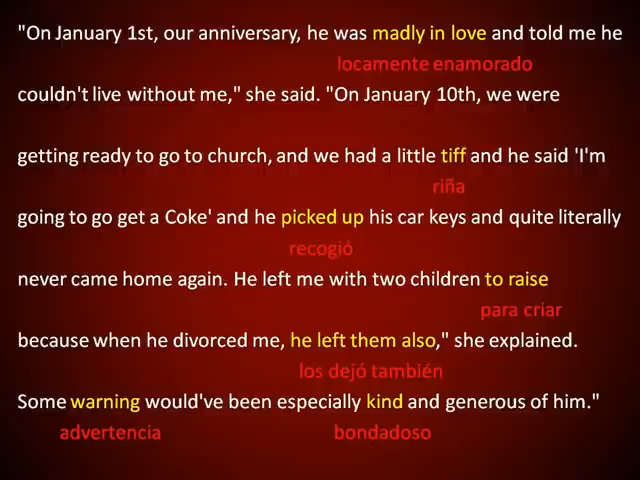 "On January 1st, our anniversary, he was madly in love and told me he
locamente enamorado
couldn't live without me," she said. "On January 10th, we were
getting ready to go to church, and we had a little tiff and he said 'I'm
riña
going to go get a Coke' and he picked up his car keys and quite literally
recogió
never came home again. He left me with two children to raise
para criar
because when he divorced me, he left them also," she explained.
los dejó también
Some warning would've been especially kind and generous of him."
advertencia bondadoso